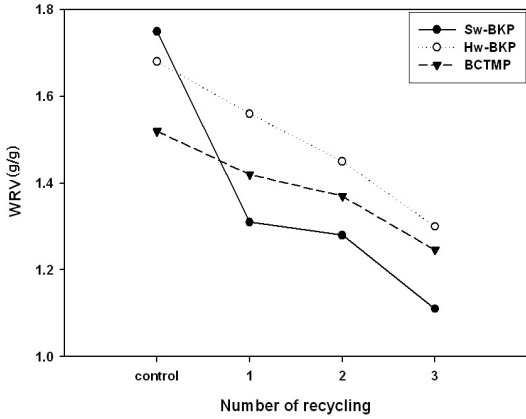 1.8
1.6
1.4
1.2
1.0
WRV(g/g)
Sw-BKP
Hw-BKP
BCTMP
control 1 2 3
Number of recycling